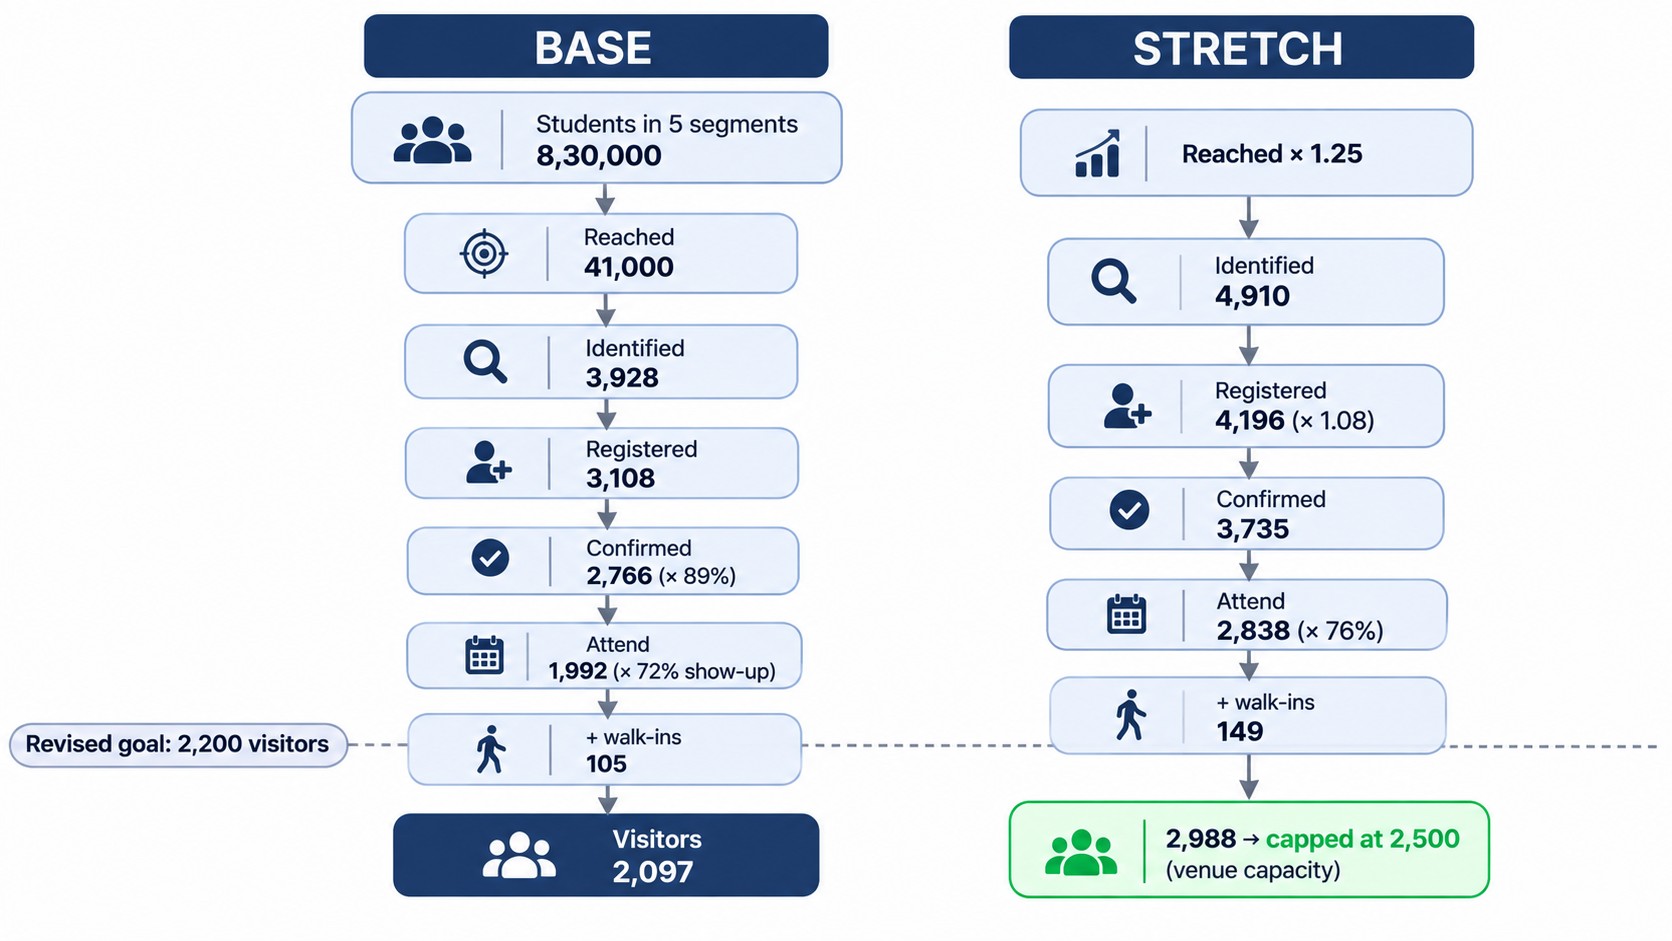 BASE
Students in 5 segments
8,30,000
Reached
41,000
Identified
3,928
Registered
3,108
Confirmed
2,766 (× 89%)
Attend
1,992 (× 72% show-up)
Revised goal: 2,200 visitors
+ walk-ins
105
Visitors
2,097
STRETCH
Reached × 1.25
Identified
4,910
Registered
4,196 (× 1.08)
Confirmed
3,735
Attend
2,838 (× 76%)
+ walk-ins
149
2,988 → capped at 2,500
(venue capacity)